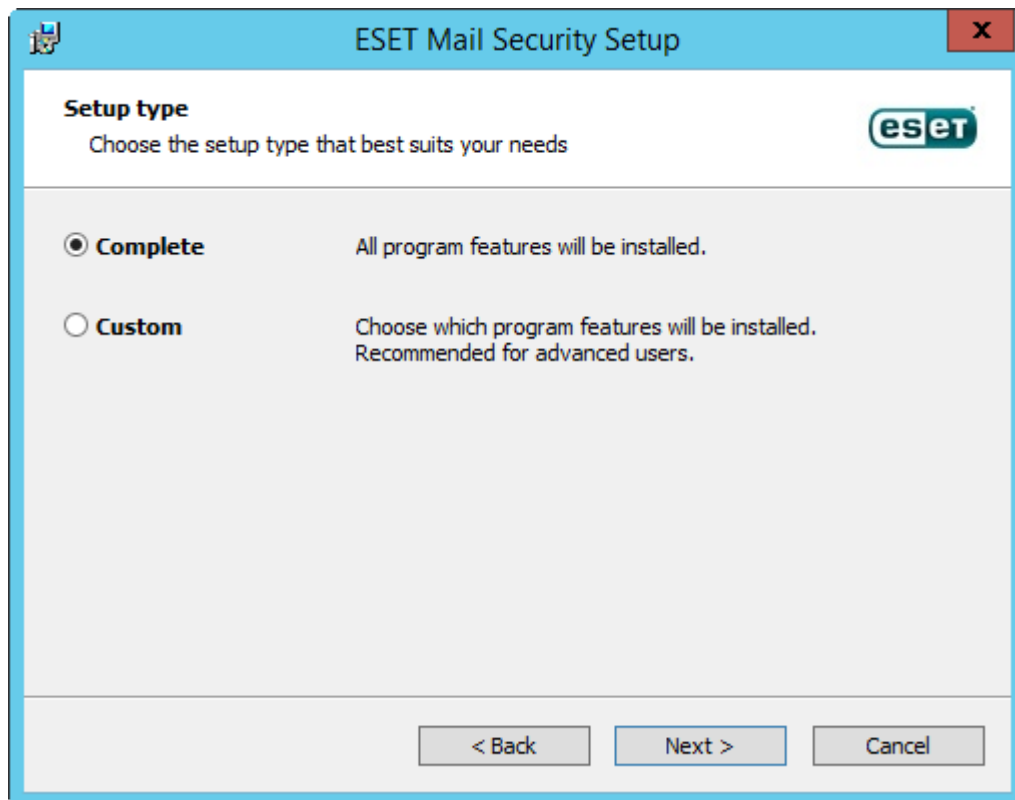 ESET Mail Security Setup
x
Setup type
Choose the setup type that best suits your needs
eseT
Complete
All program features will be installed.
Custom
Choose which program features will be installed.
Recommended for advanced users.
< Back
Next >
Cancel